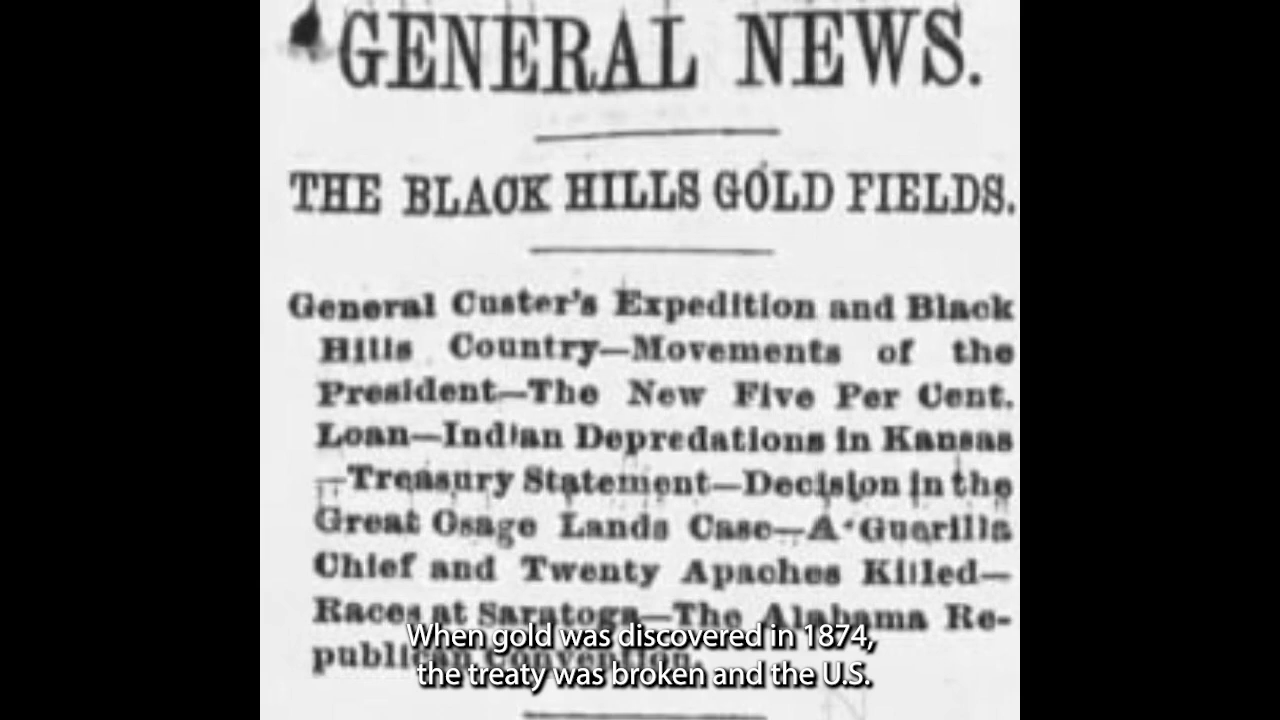 GENERAL NEWS.
THE BLACK HILLS GOLD FIELDS.
General Custer's Expedition and Black
Hills Country—Movements of the
President—The New Five Per Cent.
Loan—Indian Depredations in Kansas
—Treasury Statement—Decision in the
Great Osage Lands Case—A Guerilla
Chief and Twenty Apaches Killed—
Races at Saratoga—The Alabama Re-
publican Convention.
When gold was discovered in 1874,
the treaty was broken and the U.S.